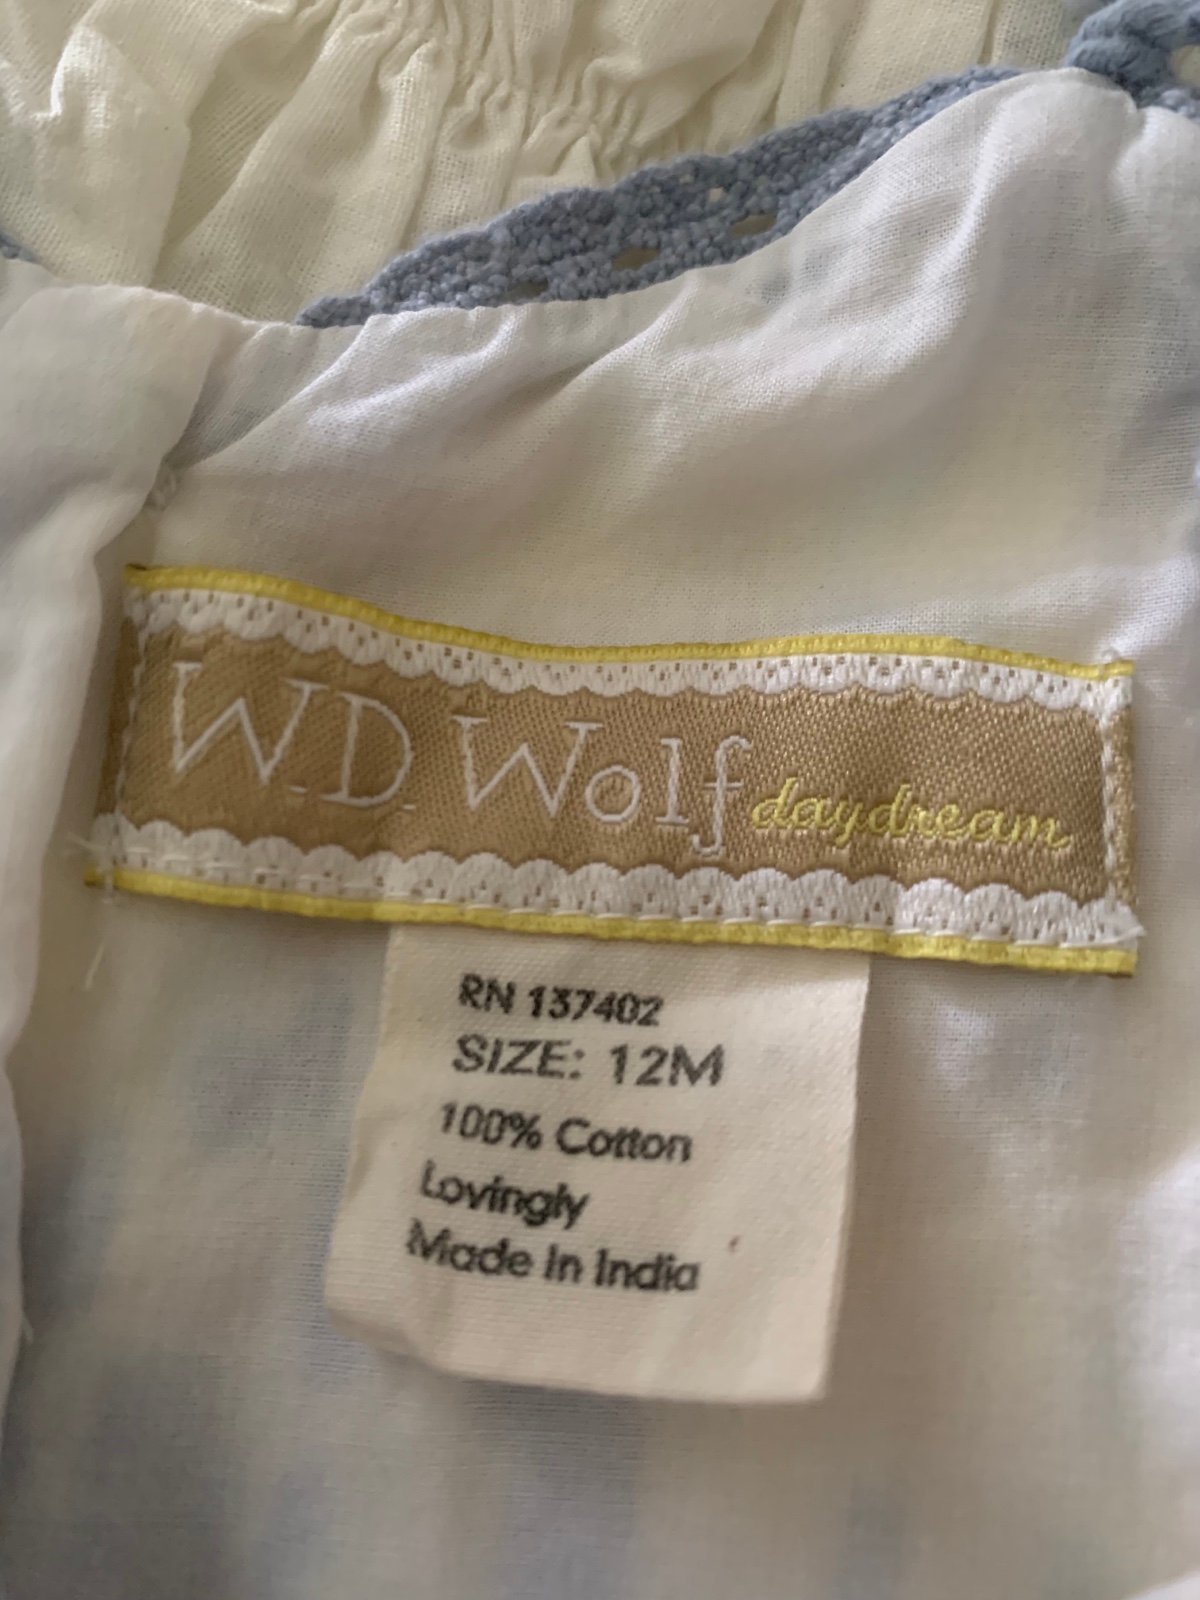 W.D. Wolf daydream
RN 137402
SIZE: 12M
100% Cotton
Lovingly
Made In India